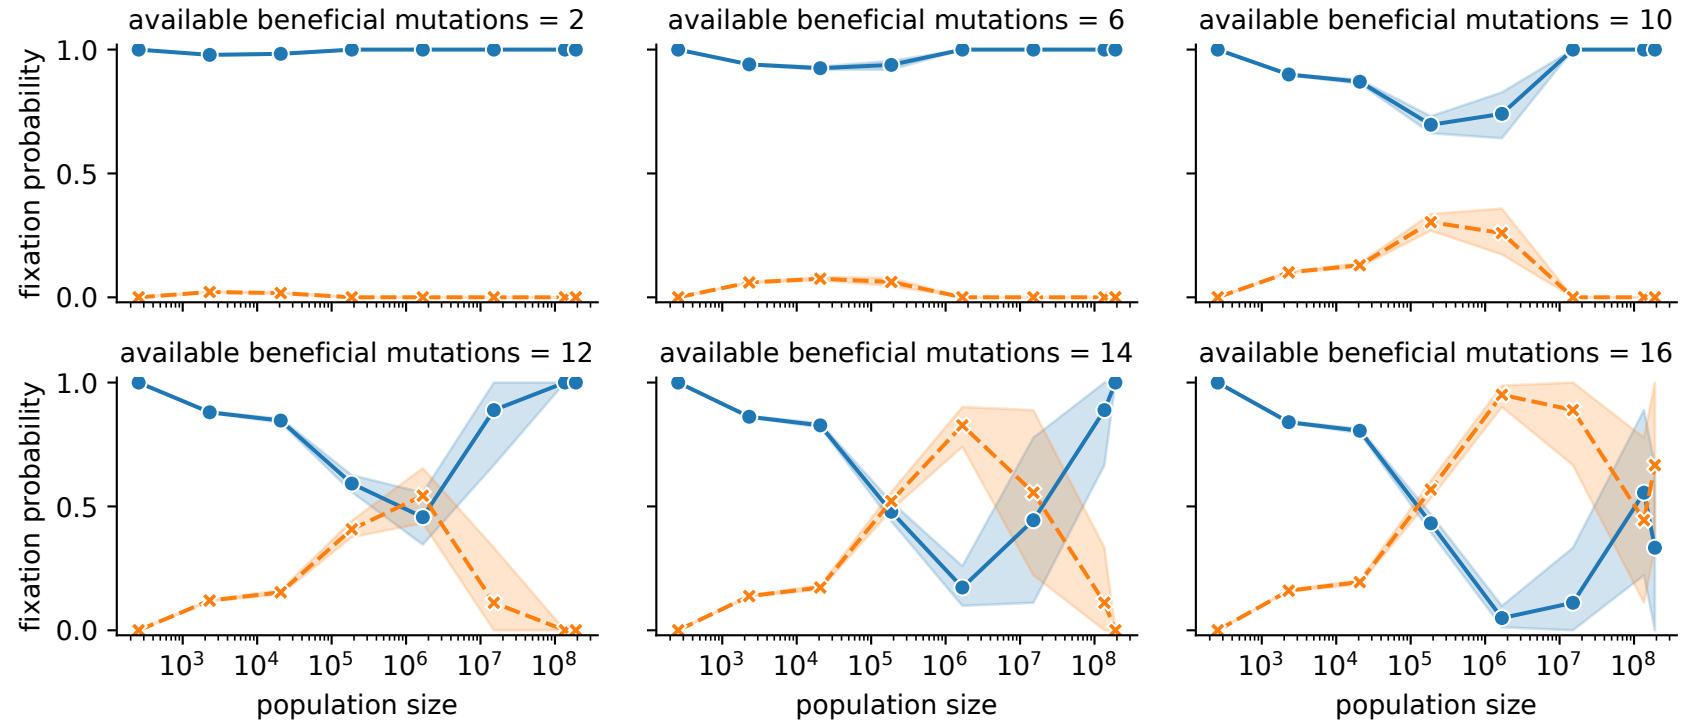 available beneficial mutations = 2
available beneficial mutations = 6
available beneficial mutations = 10
fixation probability
1.0
0.5
0.0
available beneficial mutations = 12
available beneficial mutations = 14
available beneficial mutations = 16
fixation probability
1.0
0.5
0.0
10³ 10⁴ 10⁵ 10⁶ 10⁷ 10⁸
10³ 10⁴ 10⁵ 10⁶ 10⁷ 10⁸
10³ 10⁴ 10⁵ 10⁶ 10⁷ 10⁸
population size
population size
population size